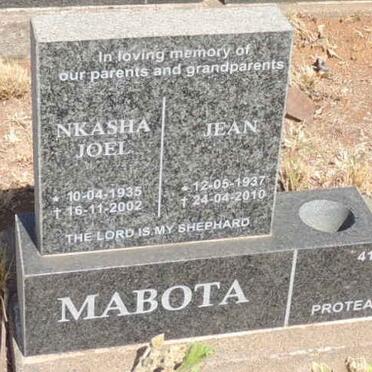 In loving memory of
our parents and grandparents
NKASHA
JOEL
* 10-04-1935
† 16-11-2002
JEAN
* 12-05-1937
† 24-04-2010
THE LORD IS MY SHEPHARD
MABOTA
41
PROTEA